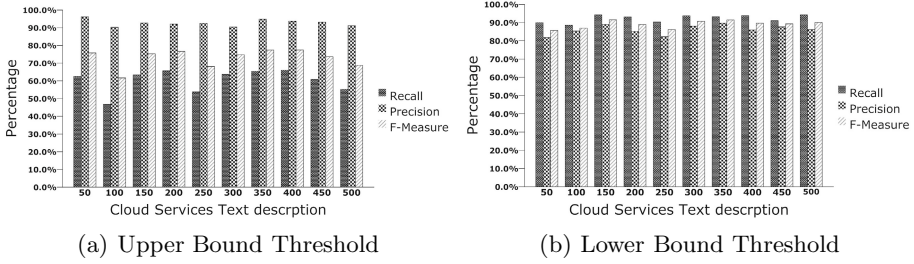 100.0%
90.0%
80.0%
70.0%
60.0%
50.0%
40.0%
30.0%
20.0%
10.0%
0.0%
Percentage
50 100 150 200 250 300 350 400 450 500
Cloud Services Text descrption
Recall
Precision
F-Measure
(a) Upper Bound Threshold
100.0%
90.0%
80.0%
70.0%
60.0%
50.0%
40.0%
30.0%
20.0%
10.0%
0.0%
Percentage
50 100 150 200 250 300 350 400 450 500
Cloud Services Text descrption
Recall
Precision
F-Measure
(b) Lower Bound Threshold